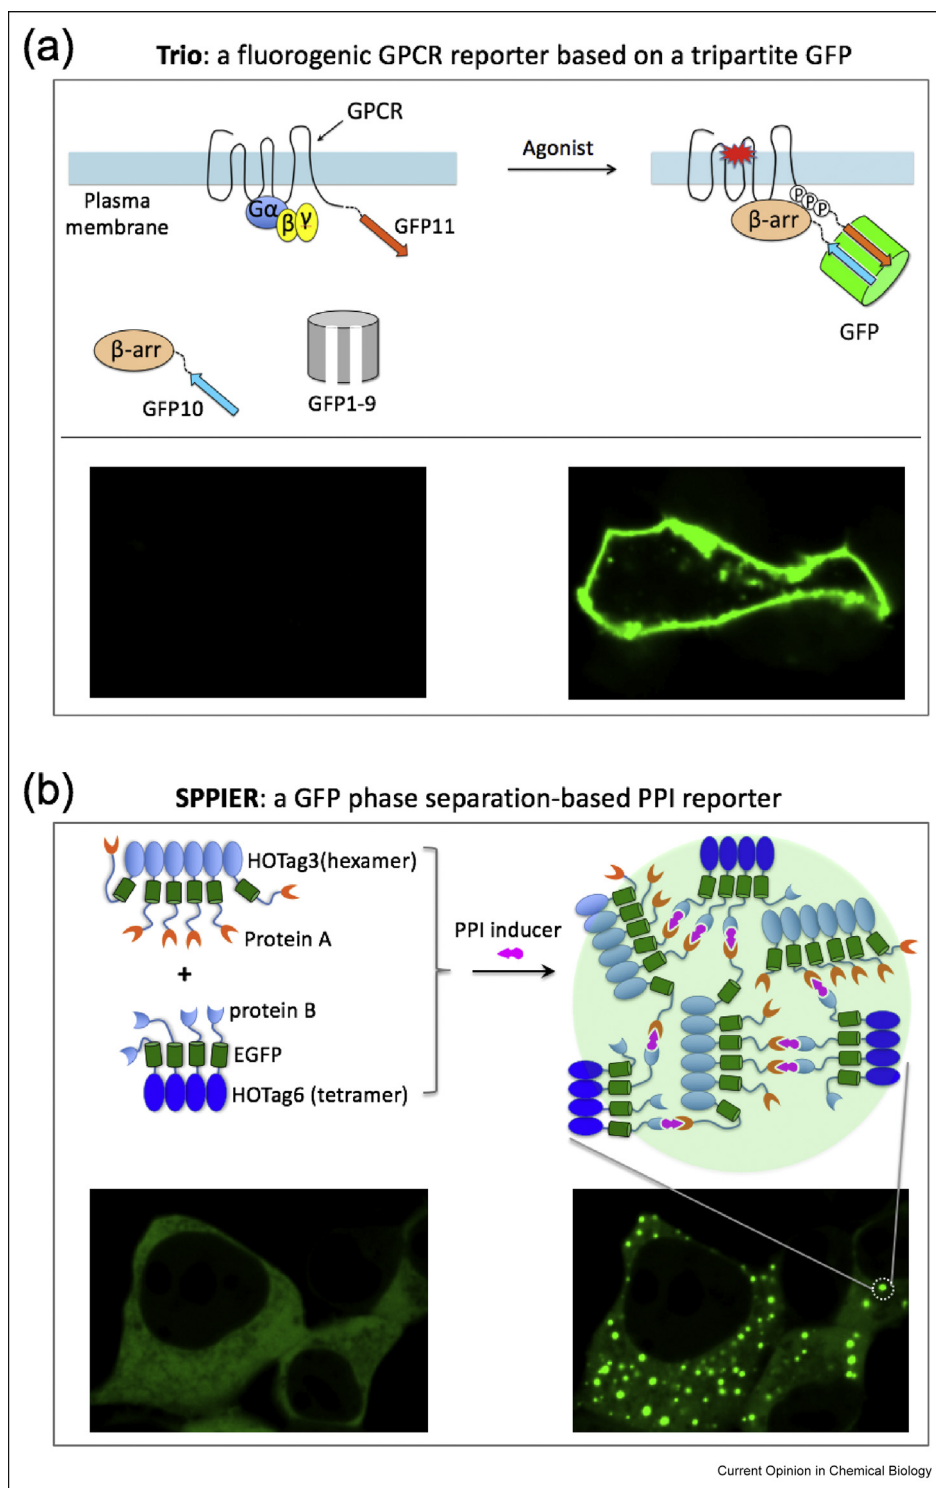 (a)
Trio: a fluorogenic GPCR reporter based on a tripartite GFP
GPCR
Agonist
Plasma
membrane
Gα
β
γ
GFP11
P
P
P
β-arr
GFP
β-arr
GFP10
GFP1-9
(b)
SPPIER: a GFP phase separation-based PPI reporter
HOTag3(hexamer)
Protein A
+
PPI inducer
protein B
EGFP
HOTag6 (tetramer)
Current Opinion in Chemical Biology